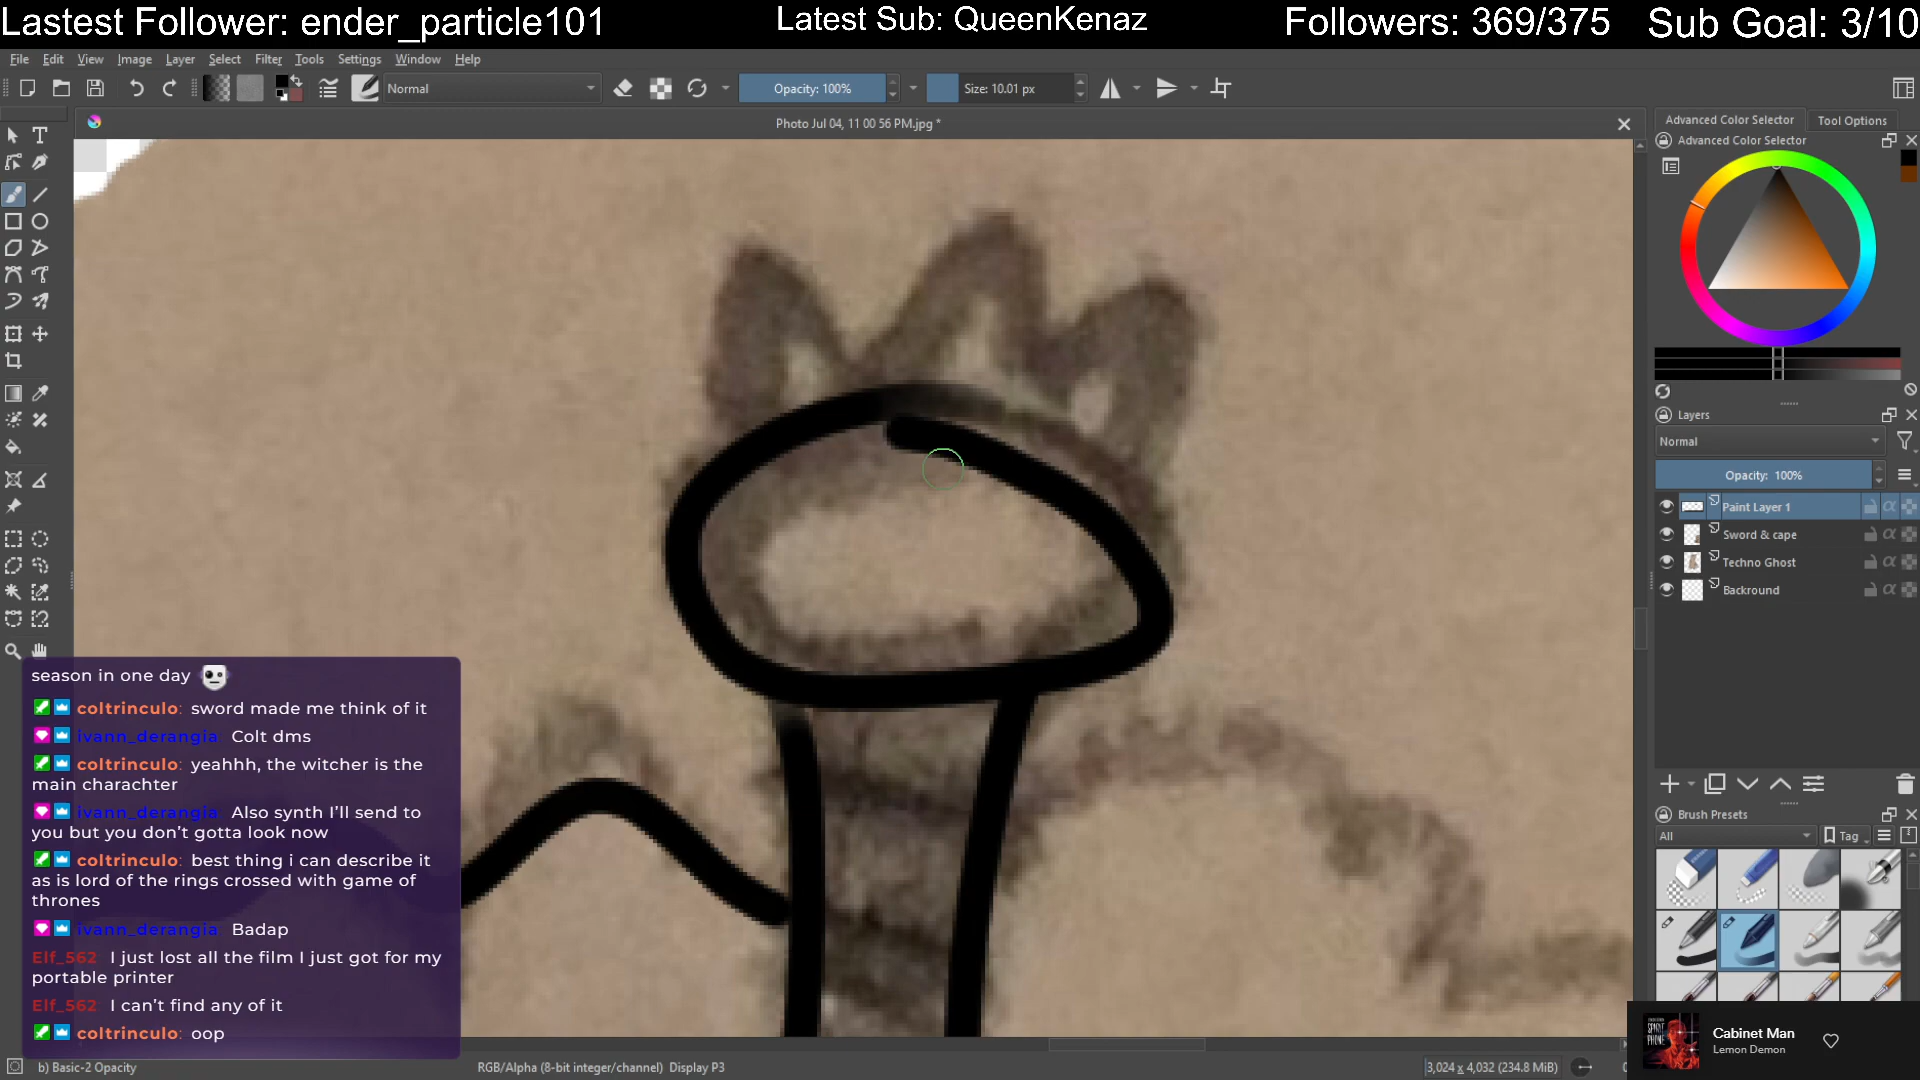 Lastest Follower: ender_particle101
Latest Sub: QueenKenaz
Followers: 369/375
Sub Goal: 3/10
File Edit View Image Layer Select Filter Tools Settings Window Help
Normal
Opacity: 100%
Size: 10.01 px
Photo Jul 04, 11 00 56 PM.jpg *
Advanced Color Selector
Tool Options
Advanced Color Selector
Layers
Normal
Opacity: 100%
Paint Layer 1
Sword & cape
Techno Ghost
Backround
Brush Presets
All
Tag
season in one day
coltrinculo: sword made me think of it
ivann_derangia: Colt dms
coltrinculo: yeahhh, the witcher is the
main charachter
ivann_derangia: Also synth I'll send to
you but you don't gotta look now
coltrinculo: best thing i can describe it
as is lord of the rings crossed with game of
thrones
ivann_derangia: Badap
Elf_562: I just lost all the film I just got for my
portable printer
Elf_562: I can't find any of it
coltrinculo: oop
Cabinet Man
Lemon Demon
b) Basic-2 Opacity
RGB/Alpha (8-bit integer/channel) Display P3
3,024 x 4,032 (234.8 MiB)